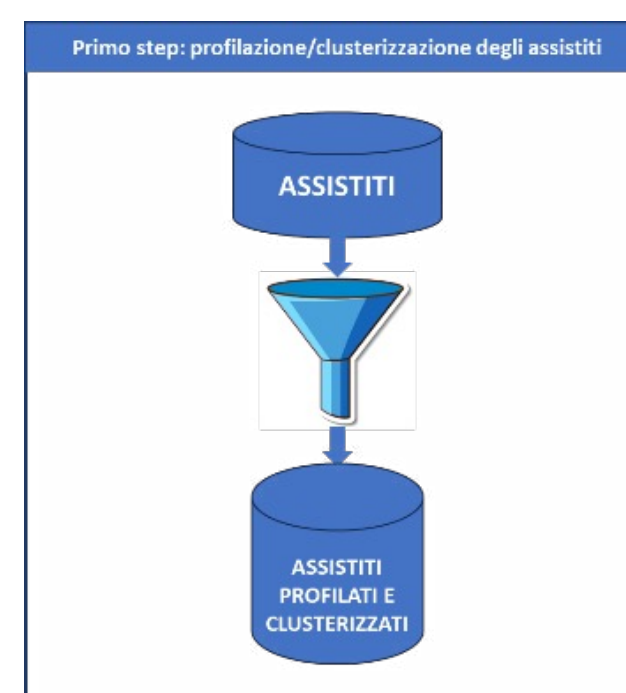 Primo step: profilazione/clusterizzazione degli assistiti
ASSISTITI
ASSISTITI
PROFILATI E
CLUSTERIZZATI